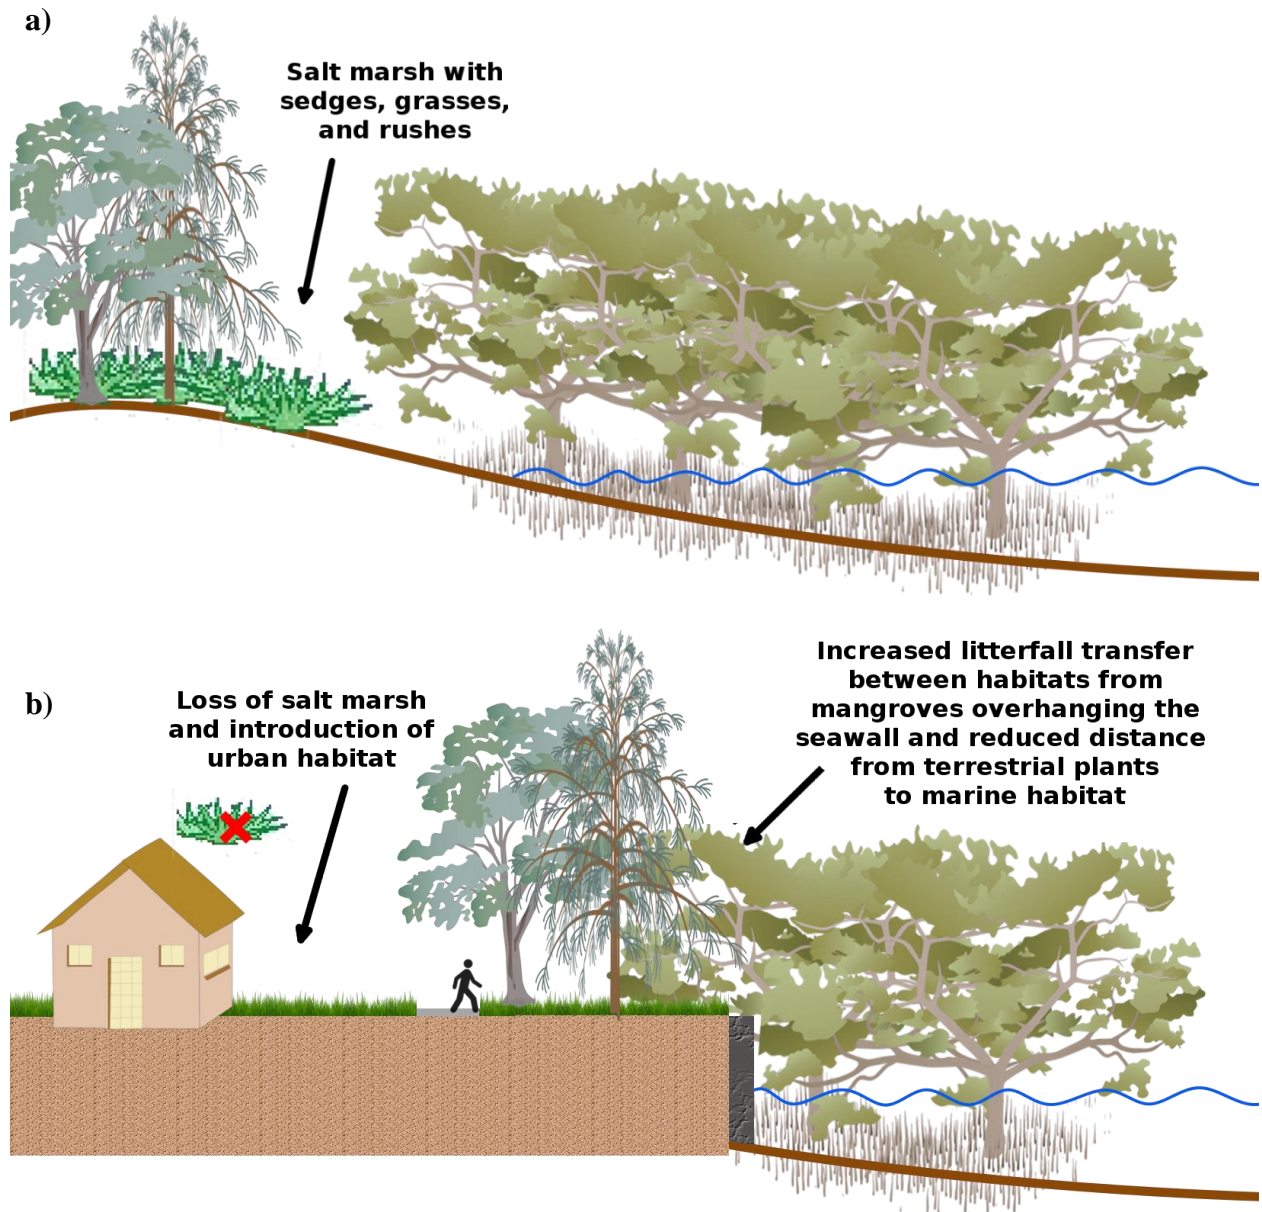 a)
Salt marsh with
sedges, grasses,
and rushes
b)
Loss of salt marsh
and introduction of
urban habitat
Increased litterfall transfer
between habitats from
mangroves overhanging the
seawall and reduced distance
from terrestrial plants
to marine habitat